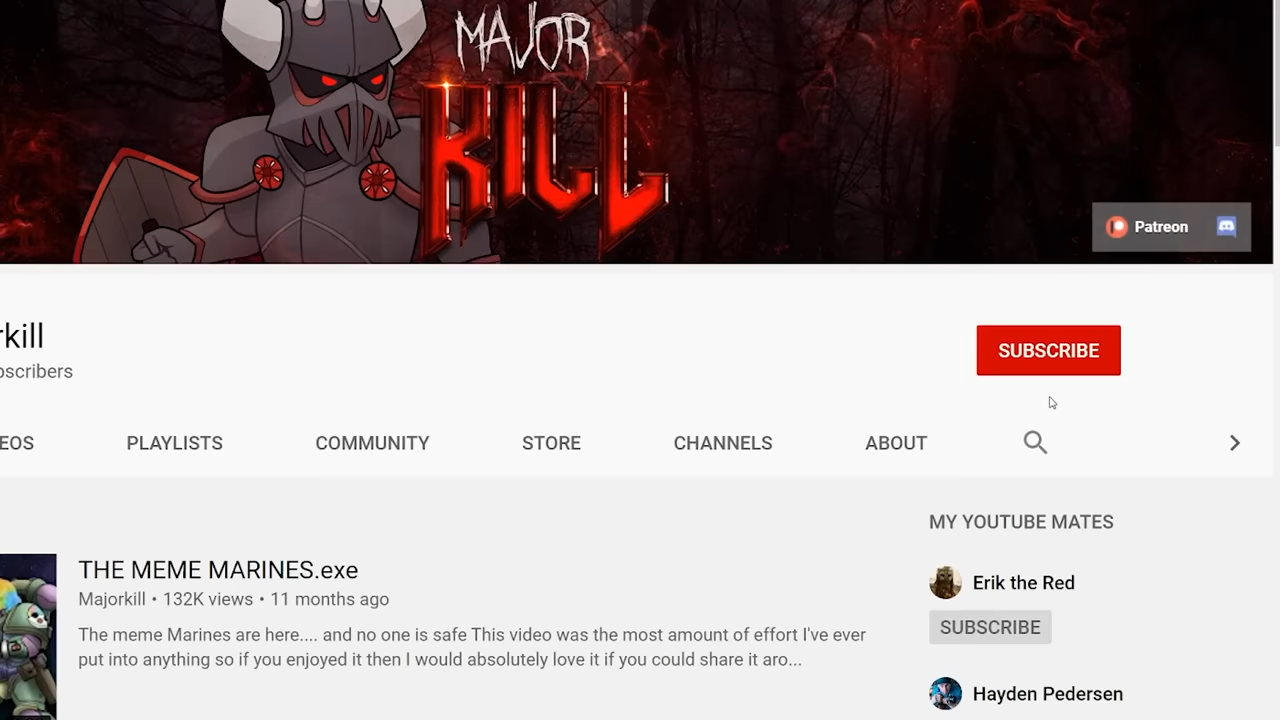 MAJOR
KILL
Patreon
rkill
SUBSCRIBE
oscribers
EOS PLAYLISTS COMMUNITY STORE CHANNELS ABOUT
MY YOUTUBE MATES
THE MEME MARINES.exe
Majorkill • 132K views • 11 months ago
Erik the Red
SUBSCRIBE
The meme Marines are here.... and no one is safe This video was the most amount of effort I've ever
put into anything so if you enjoyed it then I would absolutely love it if you could share it aro...
Hayden Pedersen